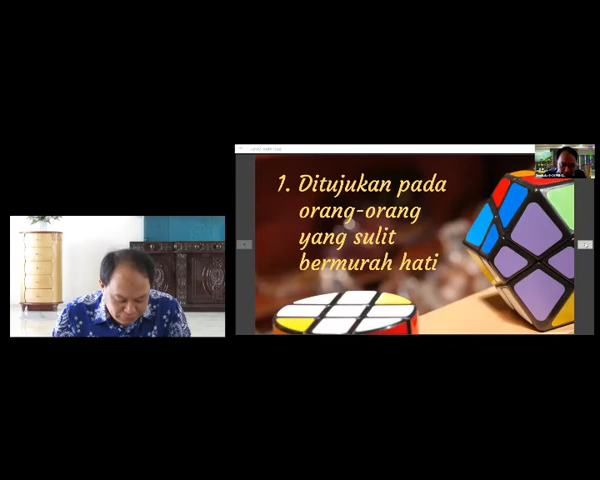 1. Ditujukan pada
orang-orang
yang sulit
bermurah hati